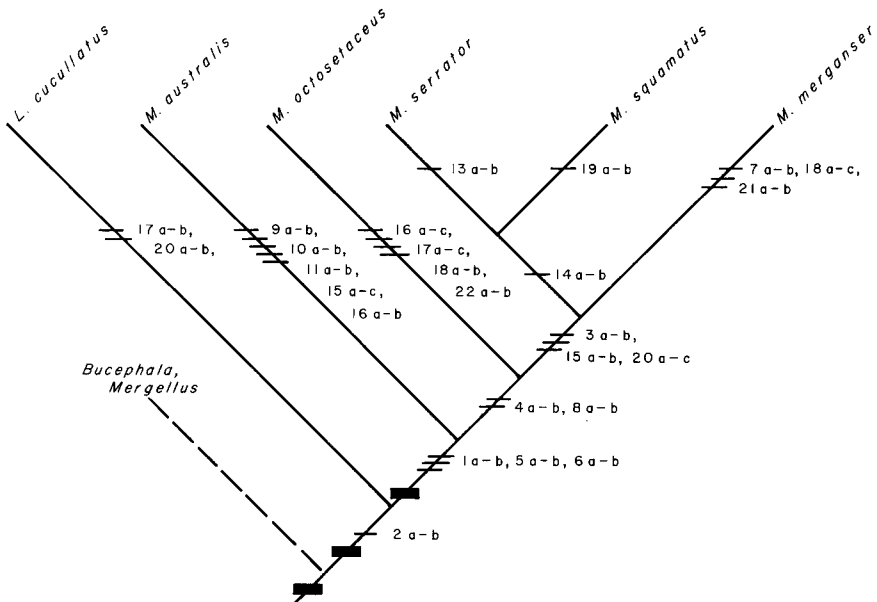 L. cucullatus
M. australis
M. octosetaceus
M. serrator
M. squamatus
M. merganser
13 a-b
19 a-b
7 a-b, 18 a-c,
21 a-b
17 a-b,
20 a-b,
9 a-b,
10 a-b,
11 a-b,
15 a-c,
16 a-b
16 a-c,
17 a-c,
18 a-b,
22 a-b
14 a-b
3 a-b,
15 a-b, 20 a-c
Bucephala,
Mergellus
4 a-b, 8 a-b
1 a-b, 5 a-b, 6 a-b
2 a-b